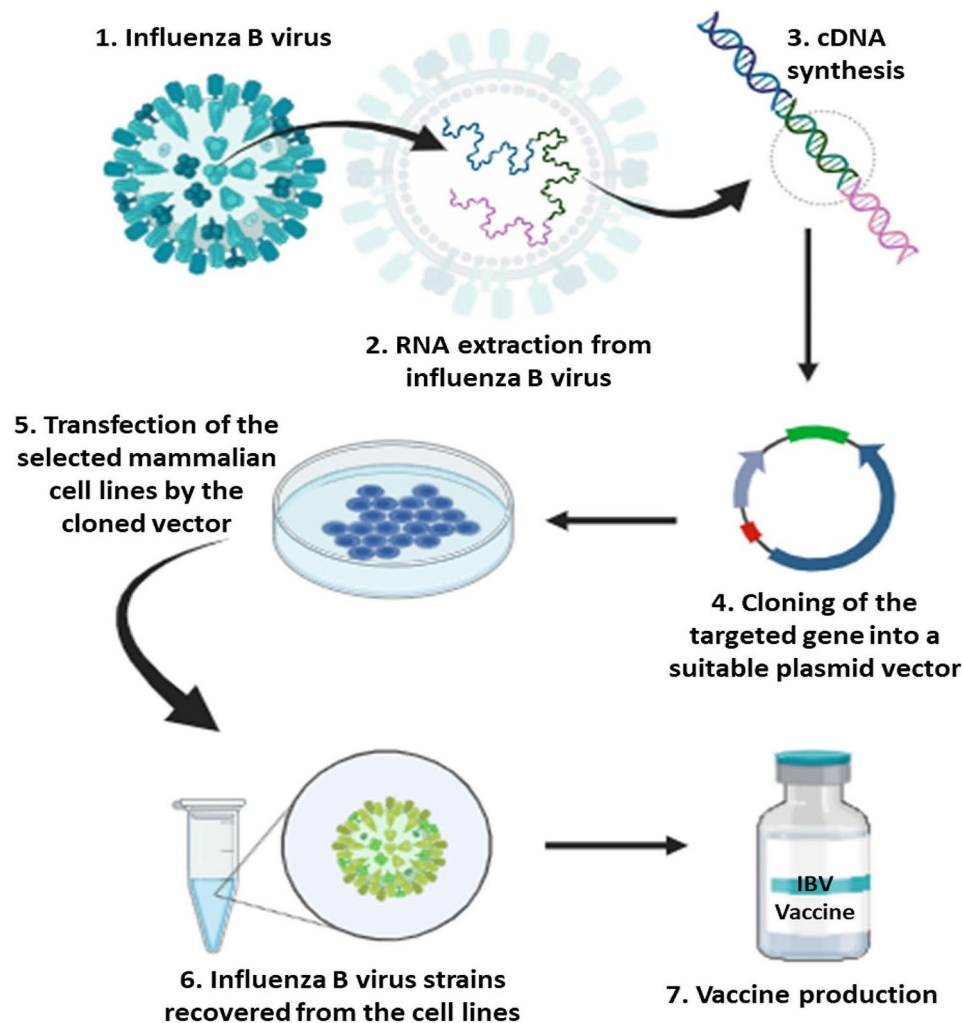 1. Influenza B virus
3. cDNA
synthesis
2. RNA extraction from
influenza B virus
5. Transfection of the
selected mammalian
cell lines by the
cloned vector
4. Cloning of the
targeted gene into a
suitable plasmid vector
6. Influenza B virus strains
recovered from the cell lines
IBV
Vaccine
7. Vaccine production